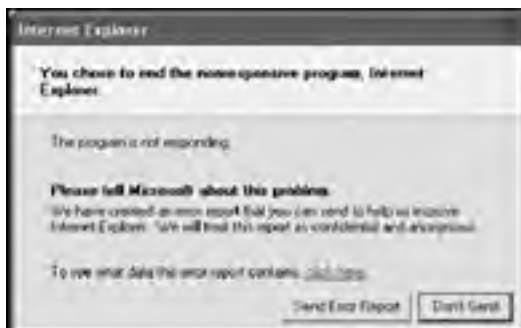 Internet Explorer
You chose to end the nonresponsive program, Internet
Explorer.
The program is not responding.
Please tell Microsoft about this problem.
We have created an error report that you can send to help us improve
Internet Explorer. We will treat this report as confidential and anonymous.
To see what data this error report contains, click here.
Send Error Report
Don't Send